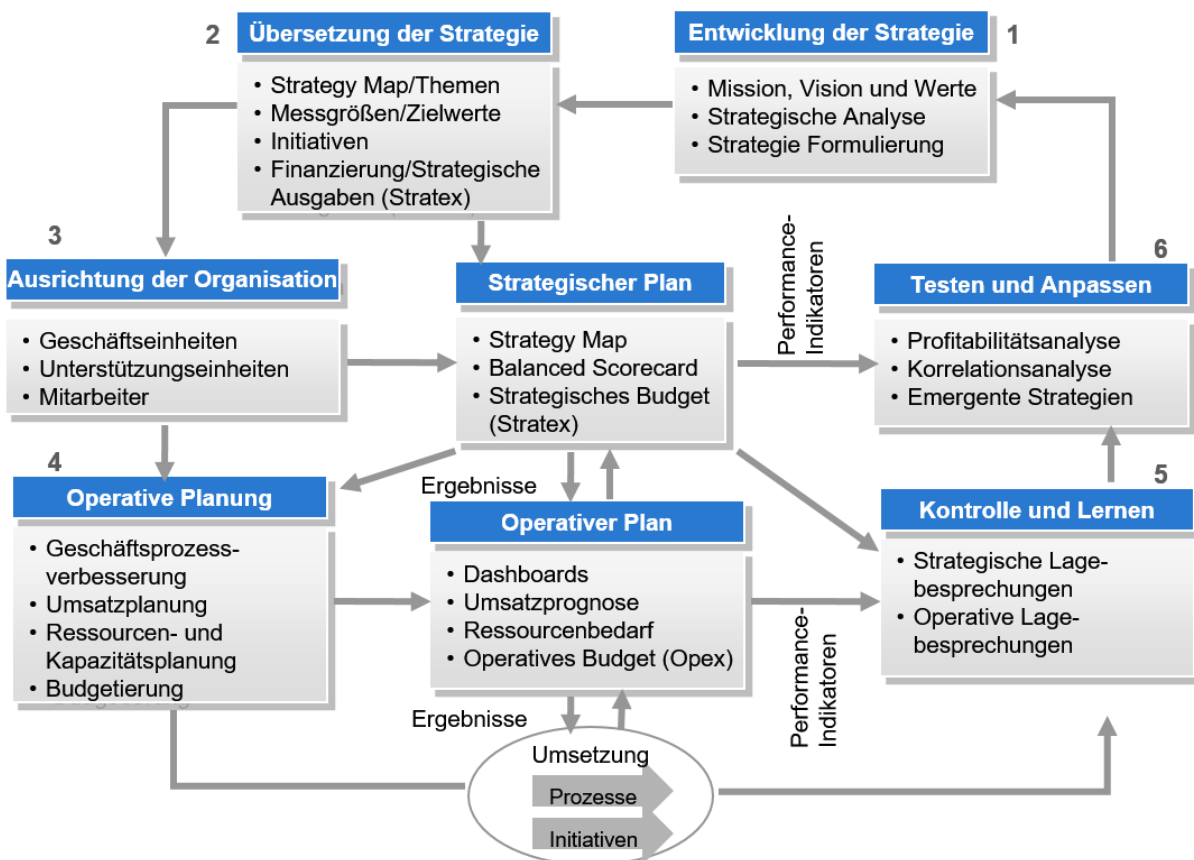 2
Übersetzung der Strategie
• Strategy Map/Themen
• Messgrößen/Zielwerte
• Initiativen
• Finanzierung/Strategische
Ausgaben (Stratex)
Entwicklung der Strategie
1
• Mission, Vision und Werte
• Strategische Analyse
• Strategie Formulierung
3
Ausrichtung der Organisation
• Geschäftseinheiten
• Unterstützungseinheiten
• Mitarbeiter
Strategischer Plan
• Strategy Map
• Balanced Scorecard
• Strategisches Budget
(Stratex)
Performance-
Indikatoren
6
Testen und Anpassen
• Profitabilitätsanalyse
• Korrelationsanalyse
• Emergente Strategien
4
Operative Planung
• Geschäftsprozess-
verbesserung
• Umsatzplanung
• Ressourcen- und
Kapazitätsplanung
• Budgetierung
Ergebnisse
Operativer Plan
• Dashboards
• Umsatzprognose
• Ressourcenbedarf
• Operatives Budget (Opex)
Performance-
Indikatoren
5
Kontrolle und Lernen
• Strategische Lage-
besprechungen
• Operative Lage-
besprechungen
Ergebnisse
Umsetzung
Prozesse
Initiativen